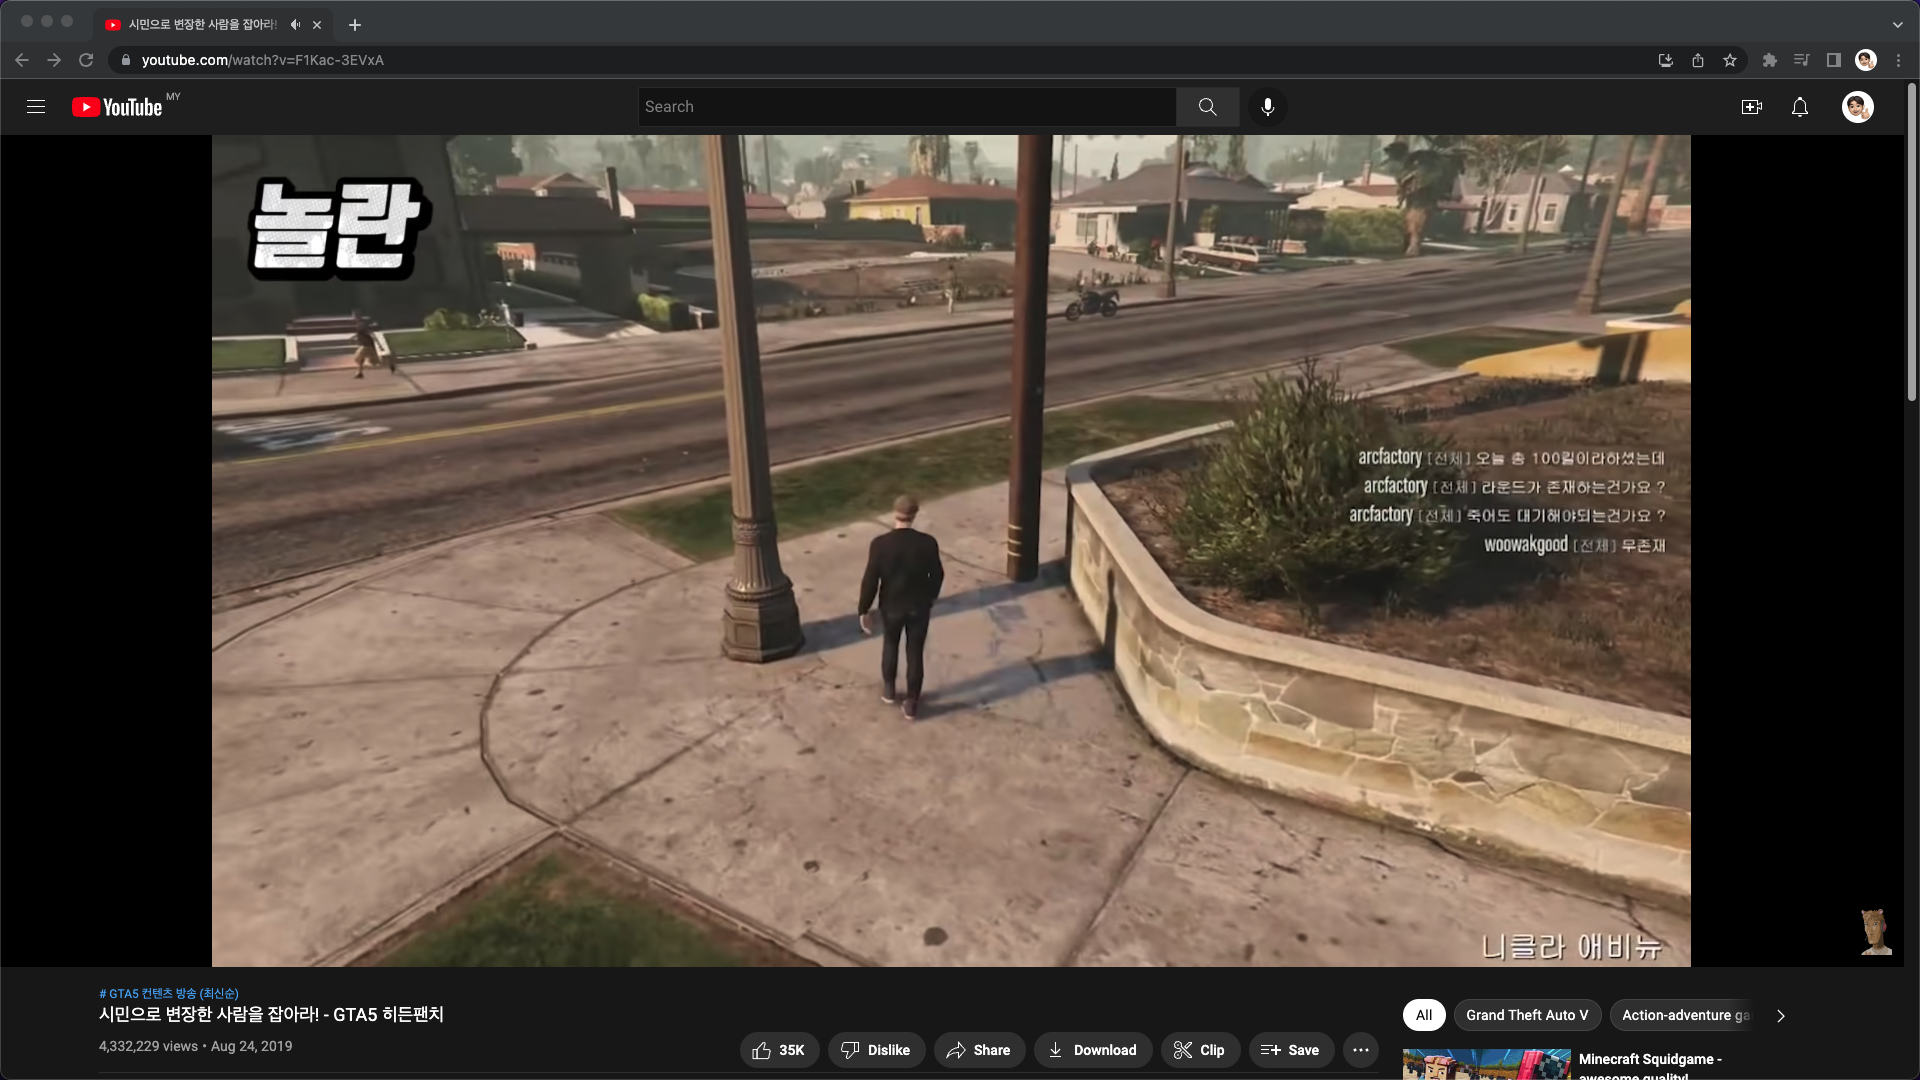 시민으로 변장한 사람을 잡아라!
youtube.com/watch?v=F1Kac-3EVxA
YouTube MY
Search
놀란
arcfactory [전체] 오늘 총 100킬이라하셨는데
arcfactory [전체] 라운드가 존재하는건가요 ?
arcfactory [전체] 죽어도 대기해야되는건가요 ?
woowakgood [전체] 무존재
니클라 애비뉴
# GTA5 컨텐츠 방송 (최신순)
시민으로 변장한 사람을 잡아라! - GTA5 히든팬치
4,332,229 views • Aug 24, 2019
35K Dislike Share Download Clip Save
All Grand Theft Auto V Action-adventure ga
Minecraft Squidgame -
awesome quality!